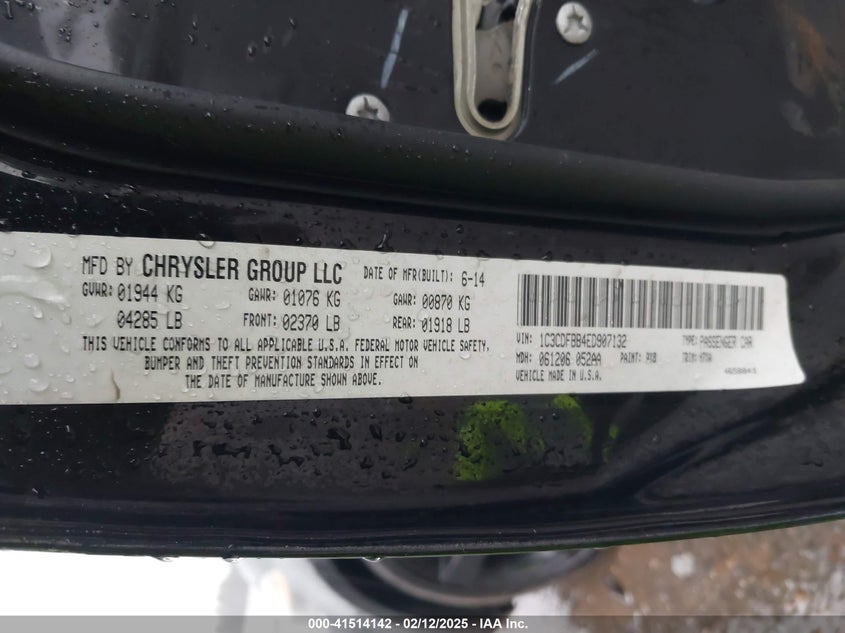 MFD BY CHRYSLER GROUP LLC DATE OF MFR(BUILT): 6-14
GVWR: 01944 KG GAWR: 01076 KG GAWR: 00870 KG
04285 LB FRONT: 02370 LB REAR: 01918 LB
THIS VEHICLE CONFORMS TO ALL APPLICABLE U.S.A. FEDERAL MOTOR VEHICLE SAFETY,
BUMPER AND THEFT PREVENTION STANDARDS IN EFFECT ON
THE DATE OF MANUFACTURE SHOWN ABOVE.
VIN: 1C3CDFBB4ED907132 TYPE: PASSENGER CAR
MDH: 061206 052AA PAINT: PX8 TRIM:
VEHICLE MADE IN U.S.A.
000-41514142 - 02/12/2025 - IAA Inc.